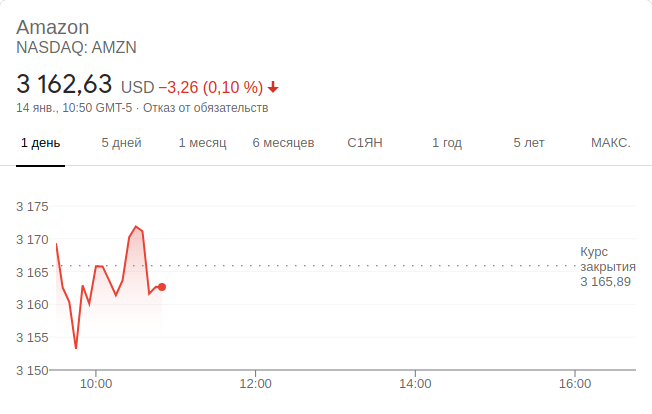 Amazon
NASDAQ: AMZN
3 162,63 USD −3,26 (0,10 %)
14 янв., 10:50 GMT-5 · Отказ от обязательств
1 день 5 дней 1 месяц 6 месяцев С1ЯН 1 год 5 лет МАКС.
3 175
3 170
3 165
3 160
3 155
3 150
Курс
закрытия
3 165,89
10:00 12:00 14:00 16:00